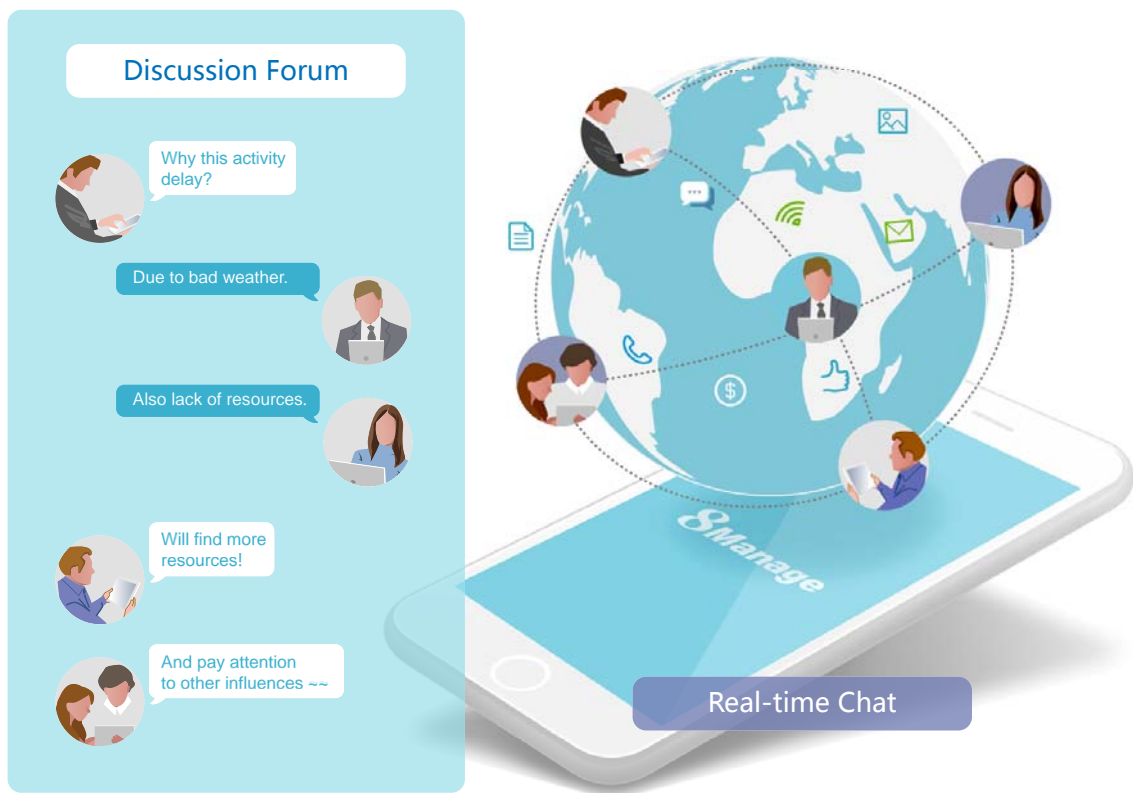 Discussion Forum
Why this activity
delay?
Due to bad weather.
Also lack of resources.
Will find more
resources!
And pay attention
to other influences ~~
$
8Manage
Real-time Chat